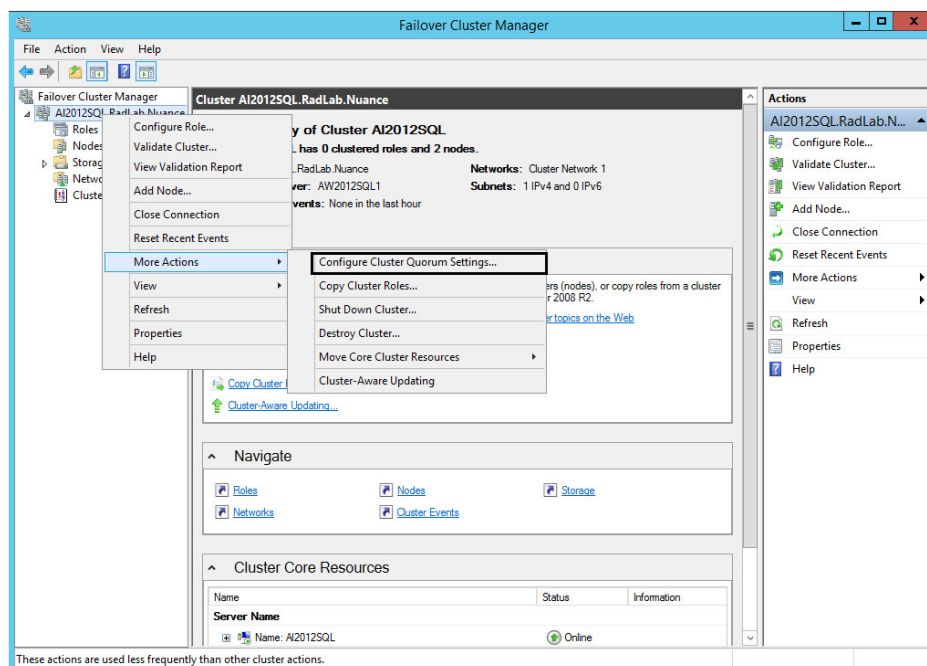 Failover Cluster Manager
File Action View Help
Failover Cluster Manager
AI2012SQL.RadLab.Nuance
Roles
Nodes
Storag
Netwo
Cluste
Configure Role...
Validate Cluster...
View Validation Report
Add Node...
Close Connection
Reset Recent Events
More Actions
View
Refresh
Properties
Help
Configure Cluster Quorum Settings...
Copy Cluster Roles...
Shut Down Cluster...
Destroy Cluster...
Move Core Cluster Resources
Cluster-Aware Updating
Cluster AI2012SQL.RadLab.Nuance
y of Cluster AI2012SQL
L has 0 clustered roles and 2 nodes.
.RadLab.Nuance Networks: Cluster Network 1
ver: AW2012SQL1 Subnets: 1 IPv4 and 0 IPv6
vents: None in the last hour
ers (nodes), or copy roles from a cluster
r 2008 R2.
er topics on the Web
Copy Cluster
Cluster-Aware Updating...
Navigate
Roles Nodes Storage
Networks Cluster Events
Cluster Core Resources
Name Status Information
Server Name
Name: AI2012SQL Online
Actions
AI2012SQL.RadLab.N...
Configure Role...
Validate Cluster...
View Validation Report
Add Node...
Close Connection
Reset Recent Events
More Actions
View
Refresh
Properties
Help
These actions are used less frequently than other cluster actions.